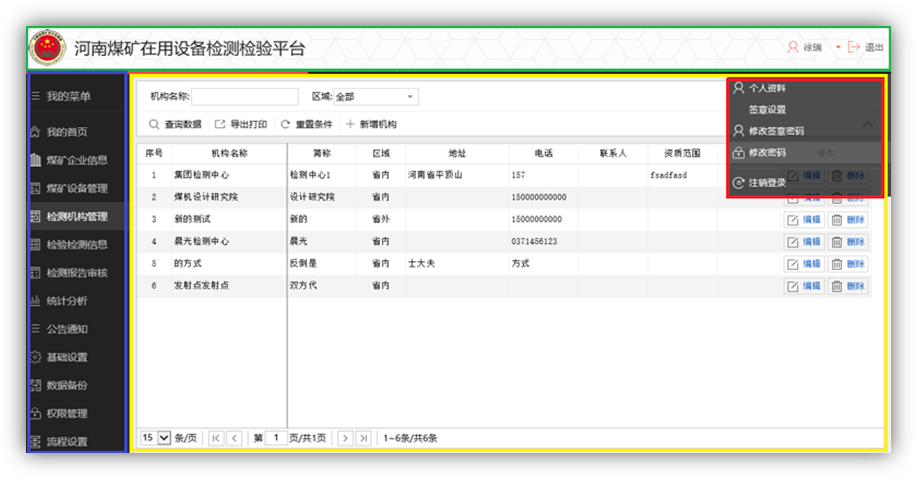 河南煤矿在用设备检测检验平台
徐瑞 退出
我的菜单
我的首页
煤矿企业信息
煤矿设备管理
检测机构管理
检验检测信息
检测报告审核
统计分析
公告通知
基础设置
数据备份
权限管理
流程设置
机构名称: 区域: 全部
查询数据 导出打印 重置条件 新增机构
个人资料
签章设置
修改签章密码
修改密码
注销登录
序号 机构名称 简称 区域 地址 电话 联系人 资质范围 操作
1 集团检测中心 检测中心1 省内 河南省平顶山 157 fsadfasd 编辑 删除
2 煤机设计研究院 设计研究院 省内 150000000000 编辑 删除
3 新的测试 新的 省外 15000000000 编辑 删除
4 晨光检测中心 晨光 省内 0371456123 编辑 删除
5 的方式 反倒是 省内 士大夫 方式 编辑 删除
6 发射点发射点 双方代 省内 编辑 删除
15 条/页 第 1 页/共1页 1~6条/共6条